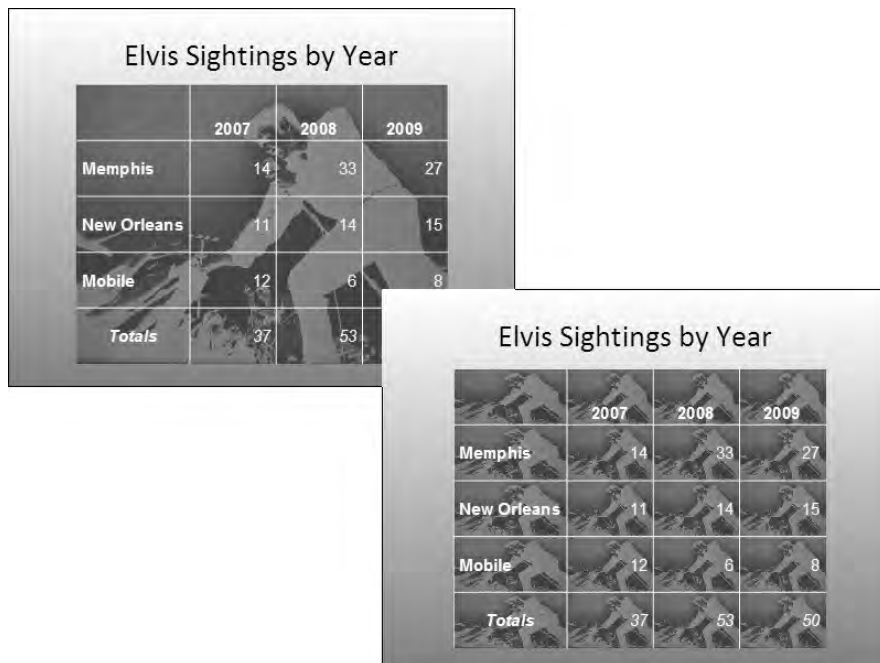 Elvis Sightings by Year
2007 2008 2009
Memphis 14 33 27
New Orleans 11 14 15
Mobile 12 6 8
Totals 37 53
Elvis Sightings by Year
2007 2008 2009
Memphis 14 33 27
New Orleans 11 14 15
Mobile 12 6 8
Totals 37 53 50